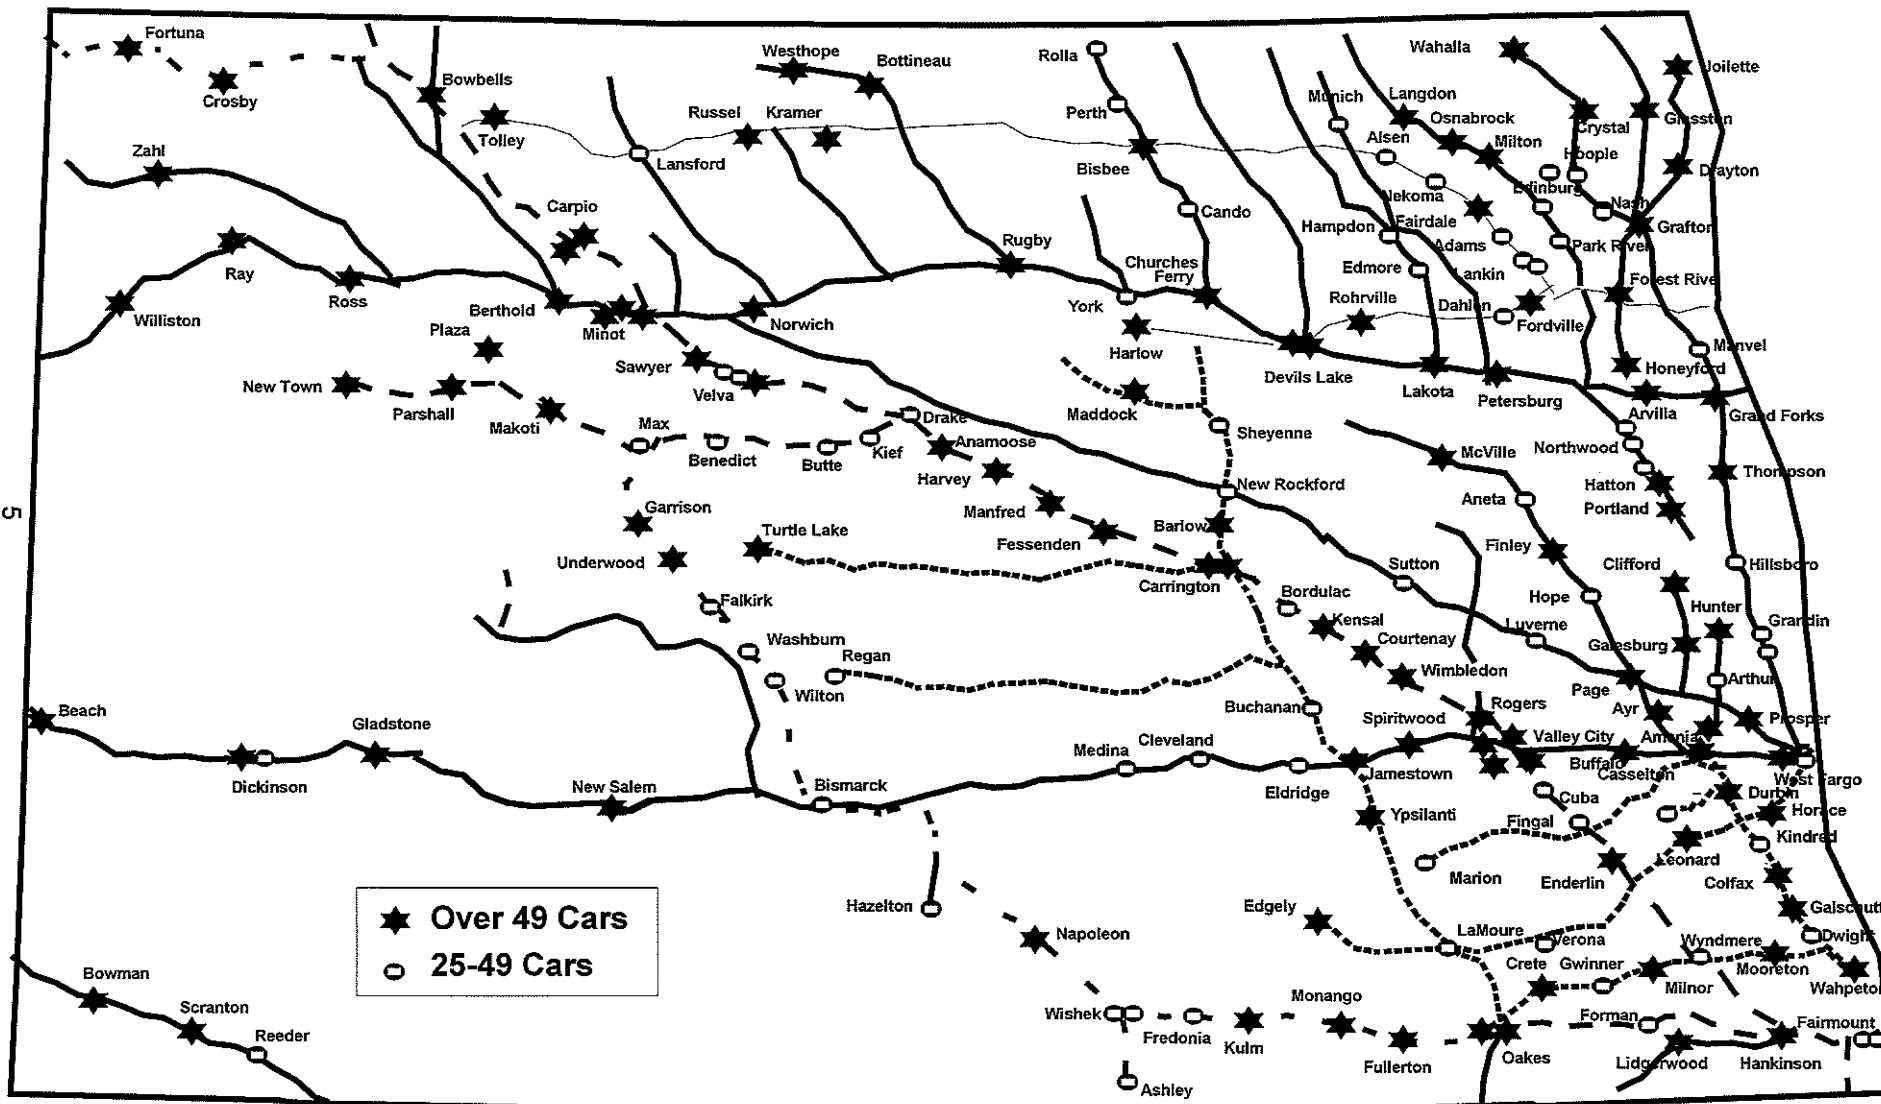 Fortuna
Crosby
Bowbells
Tolley
Westhope
Bottineau
Russel
Kramer
Rolla
Perth
Bisbee
Munich
Langdon
Alsen
Osnabrock
Milton
Wahalla
Crystal
Hoople
Joilette
Glasston
Drayton
Zahl
Lansford
Carpio
Rugby
Cando
Nekoma
Edinburg
Nash
Grafton
Fairdale
Hampdon
Adams
Park River
Ray
Ross
Williston
Berthold
Plaza
Minot
Norwich
York
Churches
Ferry
Edmore
Lankin
Forest River
Rohrville
Dahlen
Fordville
Harlow
Devils Lake
Lakota
Petersburg
Honeyford
Manvel
Arvilla
Grand Forks
New Town
Parshall
Makoti
Sawyer
Velva
Max
Benedict
Butte
Kief
Drake
Anamoose
Harvey
Manfred
Fessenden
Maddock
Sheyenne
New Rockford
Barlow
Carrington
McVille
Aneta
Northwood
Hatton
Portland
Thompson
5
Garrison
Underwood
Turtle Lake
Falkirk
Washburn
Wilton
Regan
Bordulac
Kensal
Courtenay
Wimbledon
Sutton
Finley
Hope
Luverne
Clifford
Hillsboro
Hunter
Galesburg
Grandin
Arthur
Page
Ayr
Prosper
Beach
Dickinson
Gladstone
New Salem
Bismarck
Medina
Cleveland
Eldridge
Buchanan
Spiritwood
Jamestown
Rogers
Valley City
Buffalo
Amenia
Casselton
West Fargo
Ypsilanti
Cuba
Fingal
Durbin
Horace
Kindred
Marion
Enderlin
Leonard
Colfax
Galschutt
Dwight
Hazelton
Napoleon
Edgely
LaMoure
Verona
Crete
Gwinner
Wyndmere
Milnor
Mooreton
Wahpeton
Over 49 Cars
25-49 Cars
Bowman
Scranton
Reeder
Wishek
Fredonia
Kulm
Monango
Fullerton
Ashley
Oakes
Forman
Lidgerwood
Hankinson
Fairmount